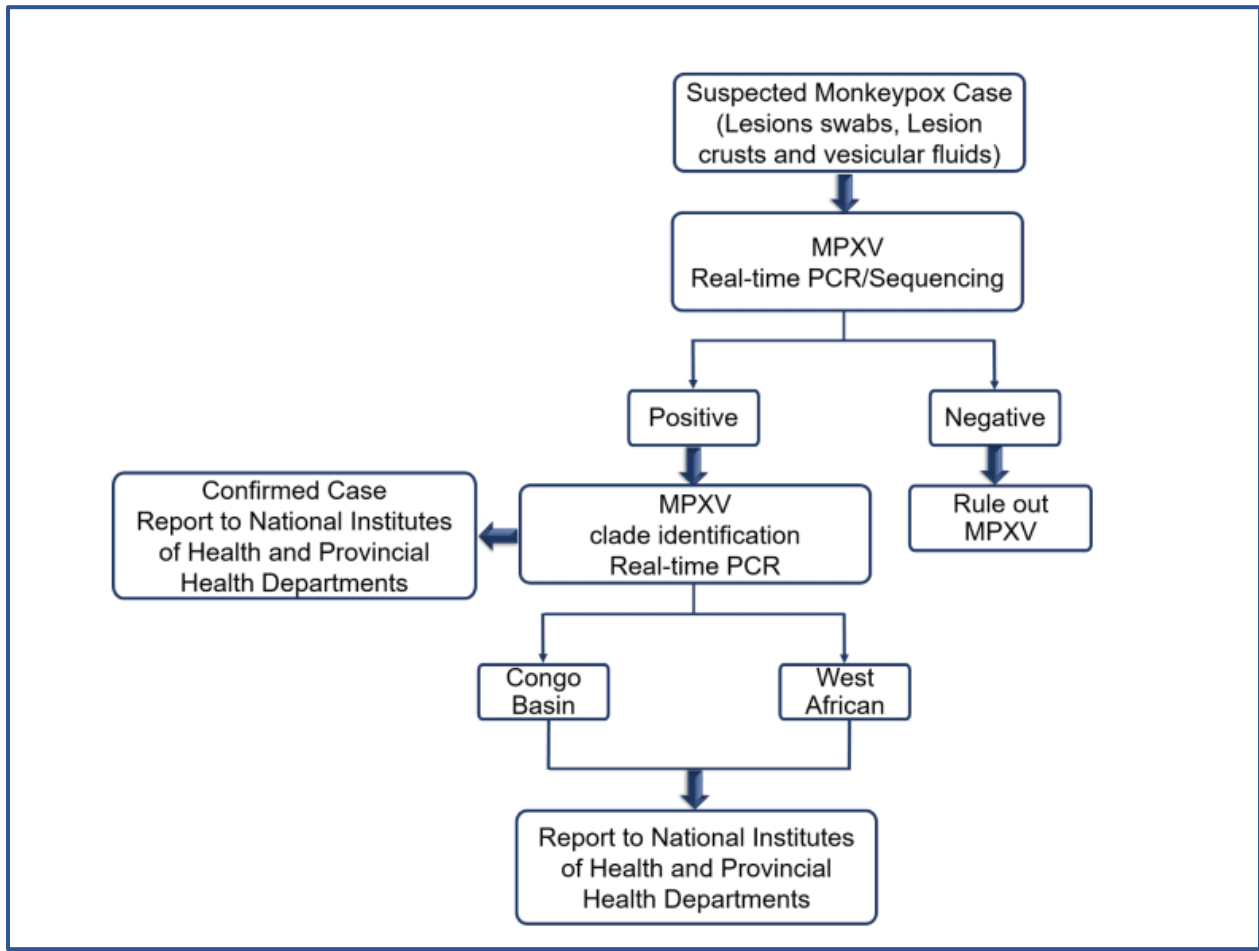 Suspected Monkeypox Case
(Lesions swabs, Lesion
crusts and vesicular fluids)
MPXV
Real-time PCR/Sequencing
Positive
Negative
Confirmed Case
Report to National Institutes
of Health and Provincial
Health Departments
MPXV
clade identification
Real-time PCR
Rule out
MPXV
Congo
Basin
West
African
Report to National Institutes
of Health and Provincial
Health Departments